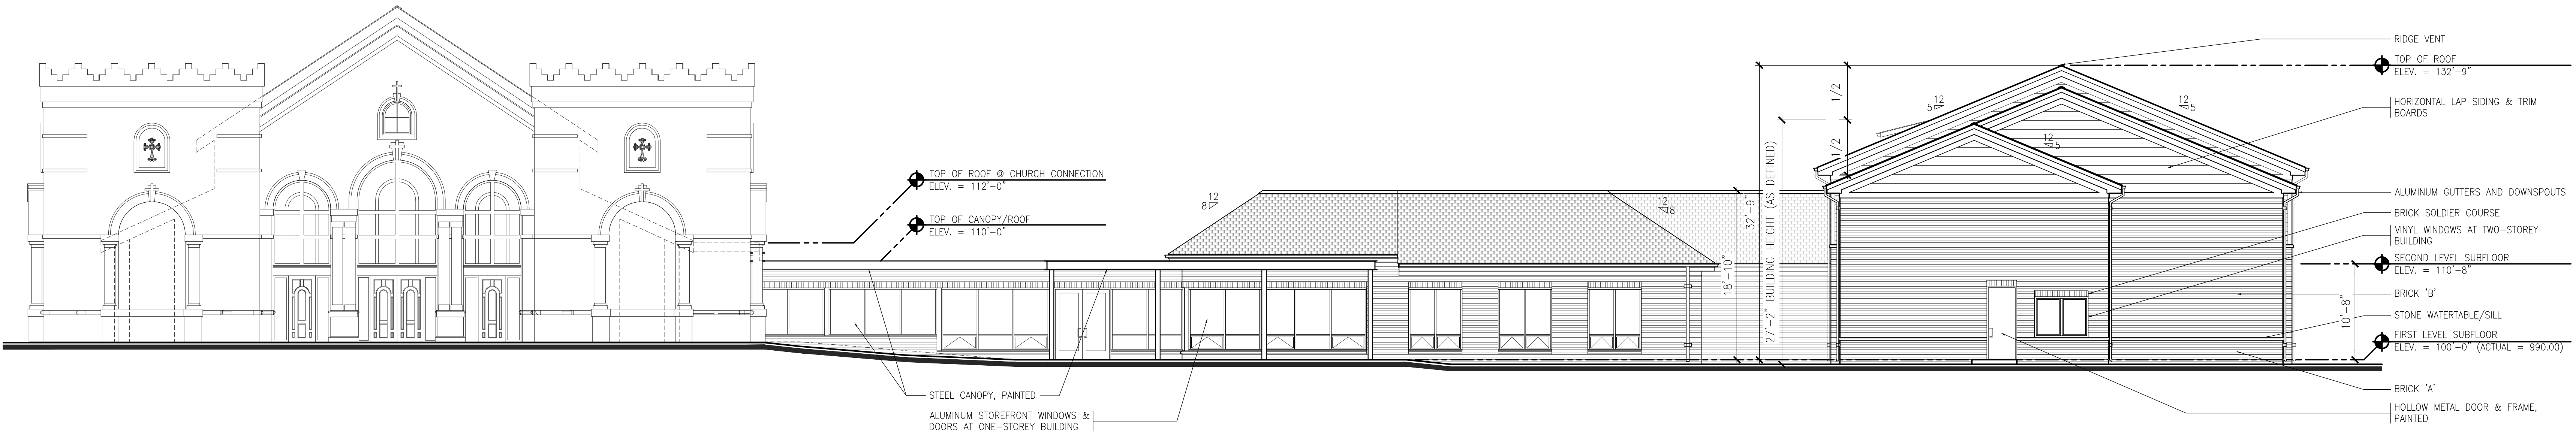 TOP OF ROOF @ CHURCH CONNECTION
ELEV. = 112'-0"
TOP OF CANOPY/ROOF
ELEV. = 110'-0"
STEEL CANOPY, PAINTED
ALUMINUM STOREFRONT WINDOWS &
DOORS AT ONE-STOREY BUILDING
12
8
12
8
18'-10"
32'-9"
27'-2" BUILDING HEIGHT (AS DEFINED)
1/2
1/2
12
5
12
5
12
5
RIDGE VENT
TOP OF ROOF
ELEV. = 132'-9"
HORIZONTAL LAP SIDING & TRIM
BOARDS
ALUMINUM GUTTERS AND DOWNSPOUTS
BRICK SOLDIER COURSE
VINYL WINDOWS AT TWO-STOREY
BUILDING
SECOND LEVEL SUBFLOOR
ELEV. = 110'-8"
BRICK 'B'
10'-8"
STONE WATERTABLE/SILL
FIRST LEVEL SUBFLOOR
ELEV. = 100'-0" (ACTUAL = 990.00)
BRICK 'A'
HOLLOW METAL DOOR & FRAME,
PAINTED